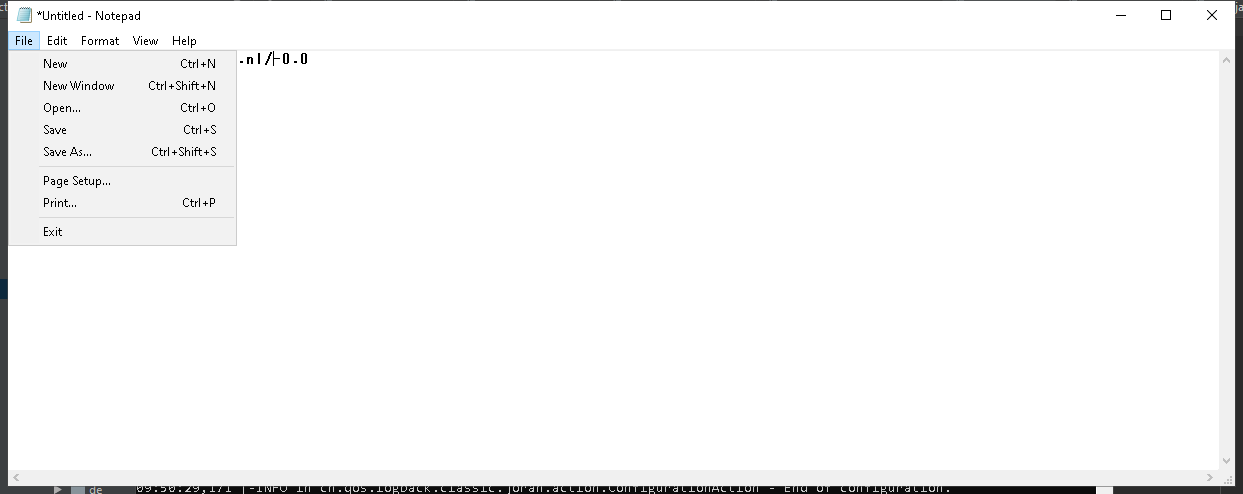 *Untitled - Notepad
File Edit Format View Help
.nl/-0.0
New Ctrl+N
New Window Ctrl+Shift+N
Open... Ctrl+O
Save Ctrl+S
Save As... Ctrl+Shift+S
Page Setup...
Print... Ctrl+P
Exit
de 09:50:29,171 |-INFO in ch.qos.logback.classic.joran.action.ConfigurationAction - End of configuration.